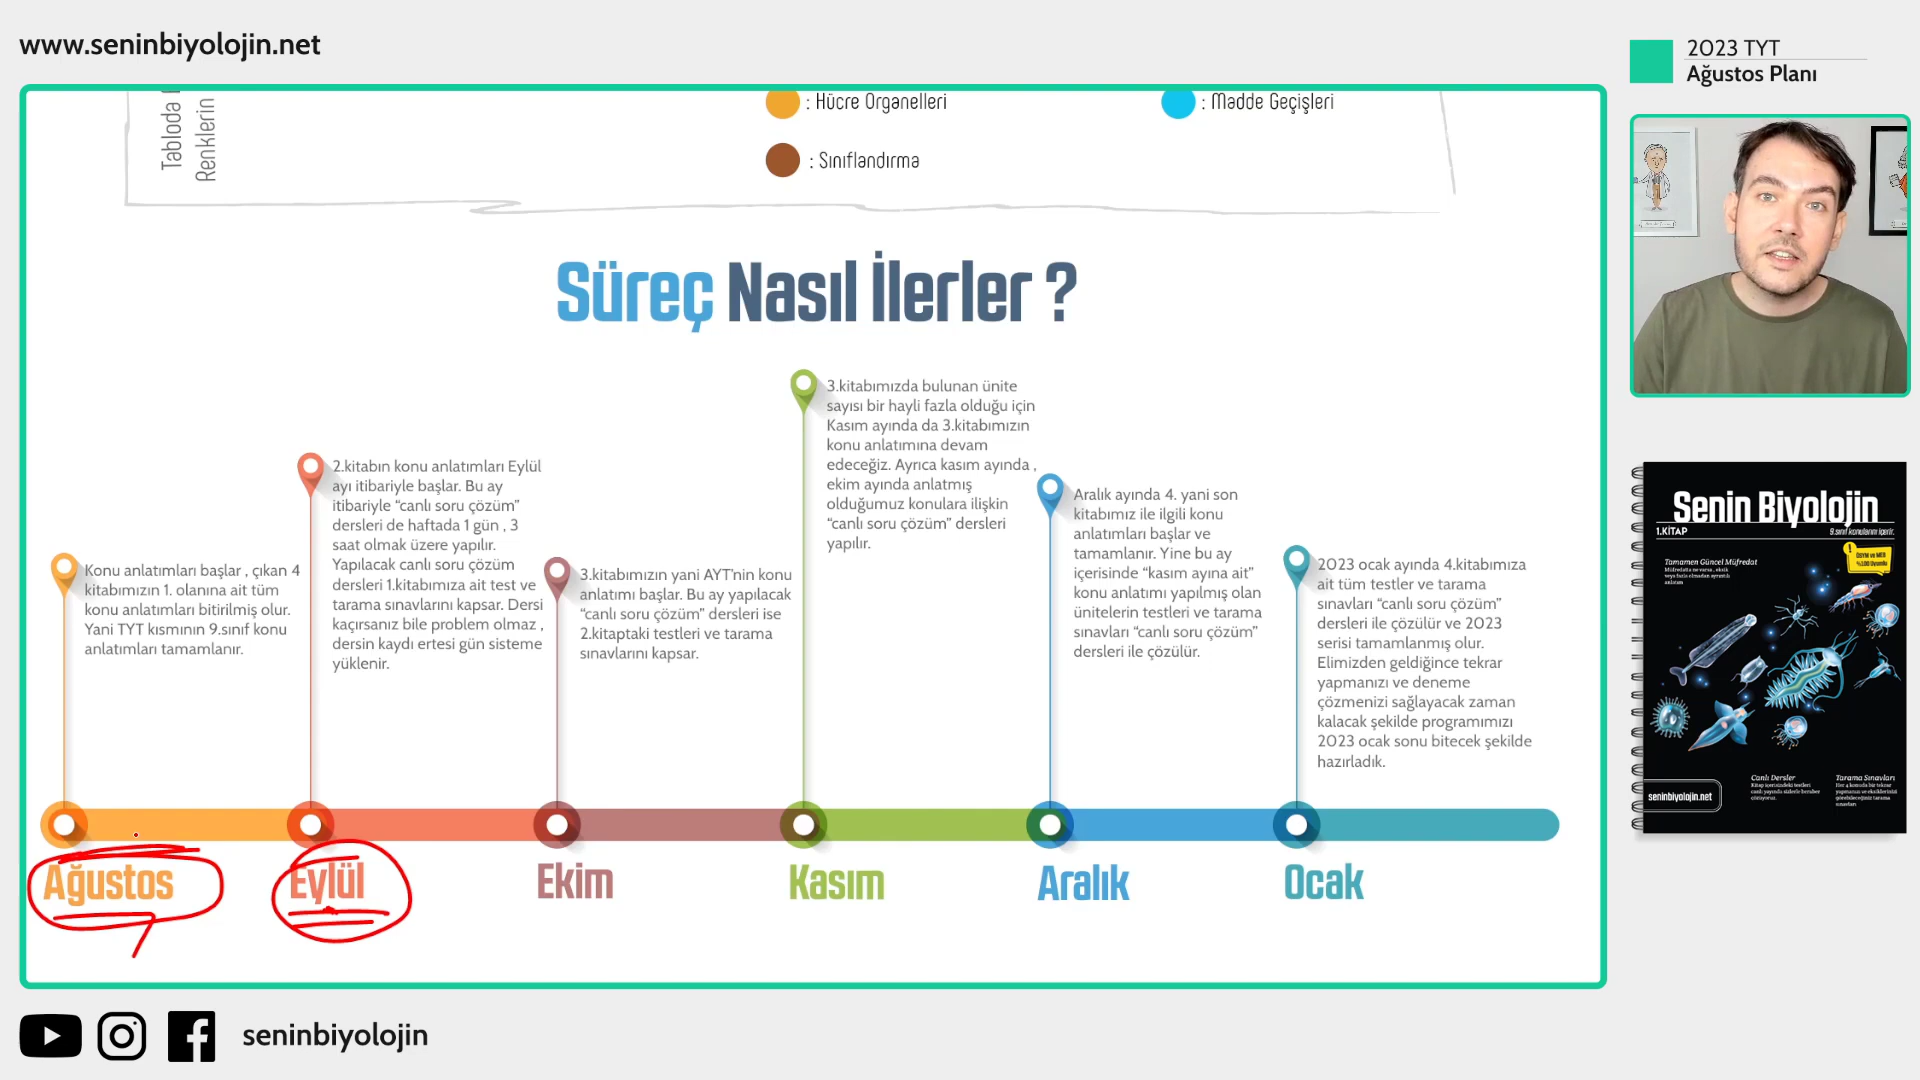 www.seninbiyolojin.net
2023 TYT
Ağustos Planı
Tabloda
Renklerin
: Hücre Organelleri
: Madde Geçişleri
: Sınıflandırma
Süreç Nasıl İlerler ?
Konu anlatımları başlar , çıkan 4
kitabımızın 1. olanına ait tüm
konu anlatımları bitirilmiş olur.
Yani TYT kısmının 9.sınıf konu
anlatımları tamamlanır.
2.kitabın konu anlatımları Eylül
ayı itibariyle başlar. Bu ay
itibariyle “canlı soru çözüm”
dersleri de haftada 1 gün , 3
saat olmak üzere yapılır.
Yapılacak canlı soru çözüm
dersleri 1.kitabımıza ait test ve
tarama sınavlarını kapsar. Dersi
kaçırsanız bile problem olmaz ,
dersin kaydı ertesi gün sisteme
yüklenir.
3.kitabımızın yani AYT'nin konu
anlatımı başlar. Bu ay yapılacak
“canlı soru çözüm” dersleri ise
2.kitaptaki testleri ve tarama
sınavlarını kapsar.
3.kitabımızda bulunan ünite
sayısı bir hayli fazla olduğu için
Kasım ayında da 3.kitabımızın
konu anlatımına devam
edeceğiz. Ayrıca kasım ayında ,
ekim ayında anlatmış
olduğumuz konulara ilişkin
“canlı soru çözüm” dersleri
yapılır.
Aralık ayında 4. yani son
kitabımız ile ilgili konu
anlatımları başlar ve
tamamlanır. Yine bu ay
içerisinde “kasım ayına ait”
konu anlatımı yapılmış olan
ünitelerin testleri ve tarama
sınavları “canlı soru çözüm”
dersleri ile çözülür.
2023 ocak ayında 4.kitabımıza
ait tüm testler ve tarama
sınavları “canlı soru çözüm”
dersleri ile çözülür ve 2023
serisi tamamlanmış olur.
Elimizden geldiğince tekrar
yapmanızı ve deneme
çözmenizi sağlayacak zaman
kalacak şekilde programımızı
2023 ocak sonu bitecek şekilde
hazırladık.
Ağustos
Eylül
Ekim
Kasım
Aralık
Ocak
Senin Biyolojin
1.KİTAP
9.sınıf konularını içerir.
Tamamen Güncel Müfredat
Canlı Dersler
Tarama Sınavları
seninbiyolojin.net
seninbiyolojin